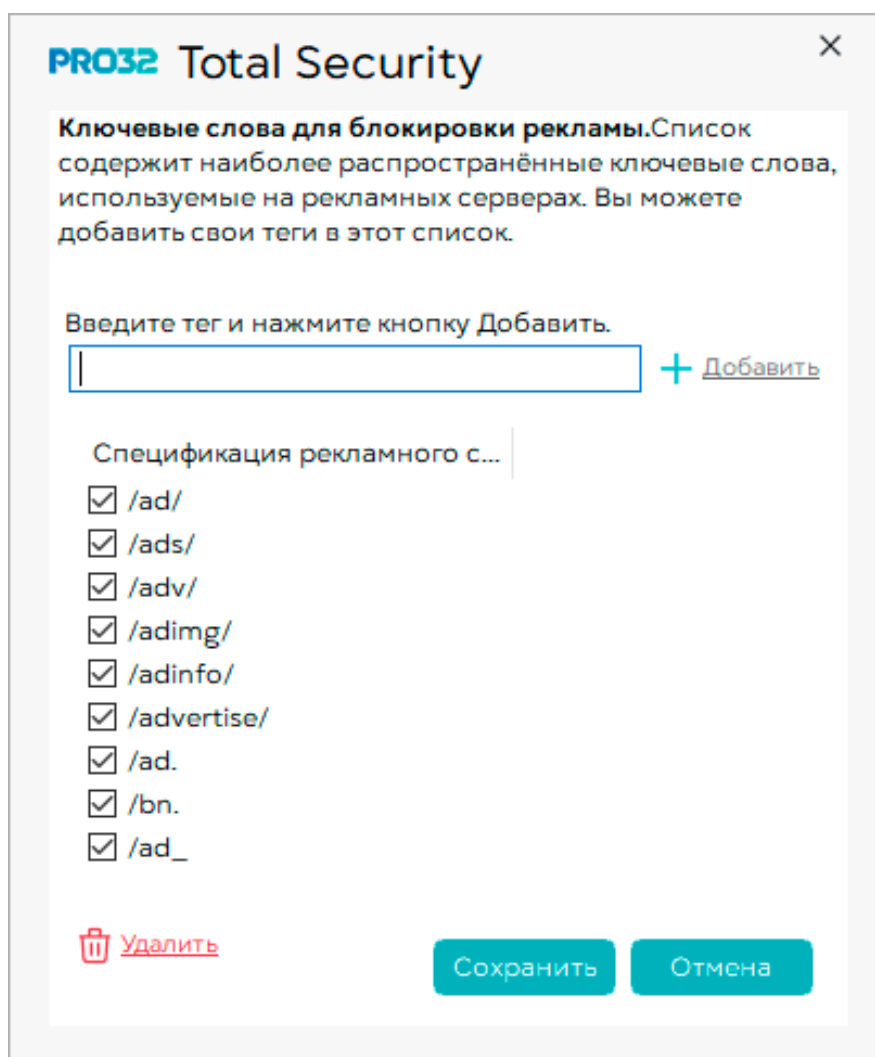 PRO32 Total Security
Ключевые слова для блокировки рекламы.Список
содержит наиболее распространённые ключевые слова,
используемые на рекламных серверах. Вы можете
добавить свои теги в этот список.
Введите тег и нажмите кнопку Добавить.
Добавить
Спецификация рекламного с...
/ad/
/ads/
/adv/
/adimg/
/adinfo/
/advertise/
/ad.
/bn.
/ad_
Удалить
Сохранить Отмена